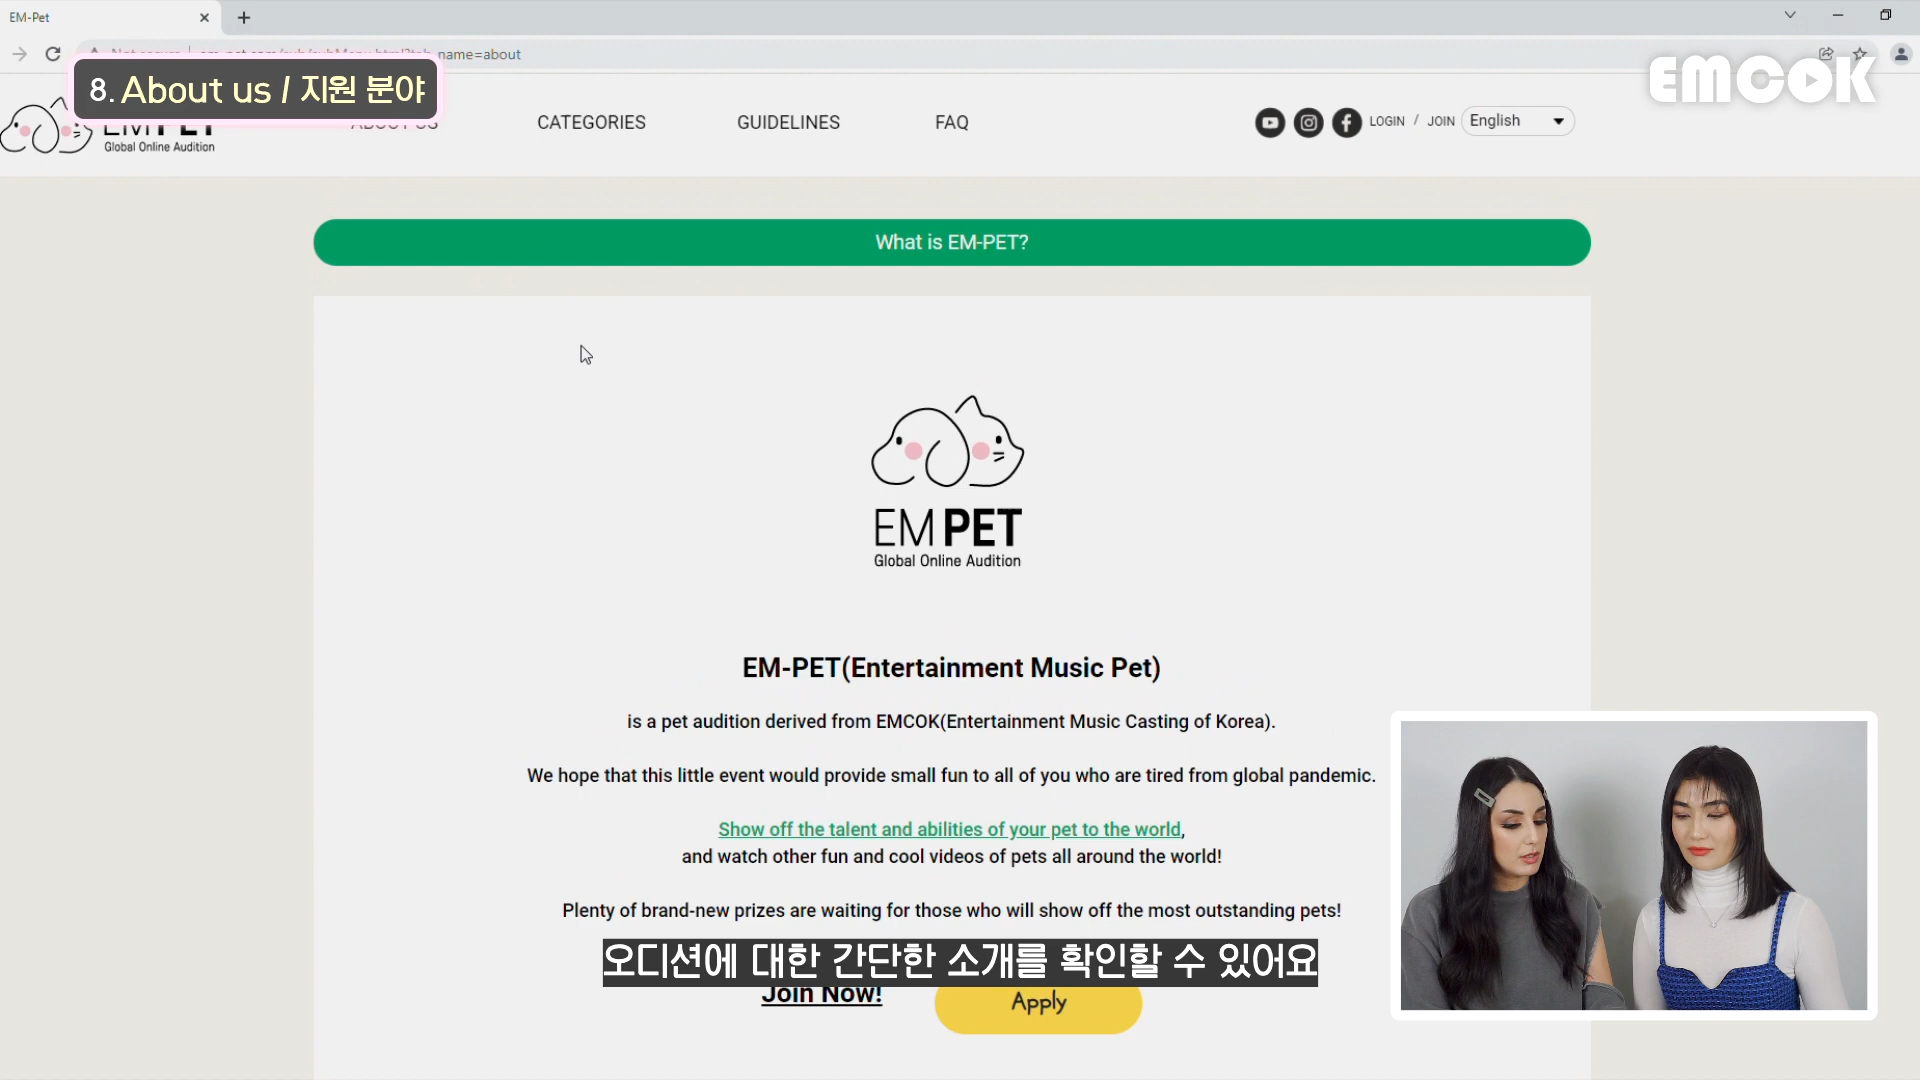 EM-Pet
name=about
8. About us / 지원 분야
EMCOK
Global Online Audition
CATEGORIES
GUIDELINES
FAQ
LOGIN / JOIN
English
What is EM-PET?
EM PET
Global Online Audition
EM-PET(Entertainment Music Pet)
is a pet audition derived from EMCOK(Entertainment Music Casting of Korea).
We hope that this little event would provide small fun to all of you who are tired from global pandemic.
Show off the talent and abilities of your pet to the world,
and watch other fun and cool videos of pets all around the world!
Plenty of brand-new prizes are waiting for those who will show off the most outstanding pets!
오디션에 대한 간단한 소개를 확인할 수 있어요
Join Now!
Apply